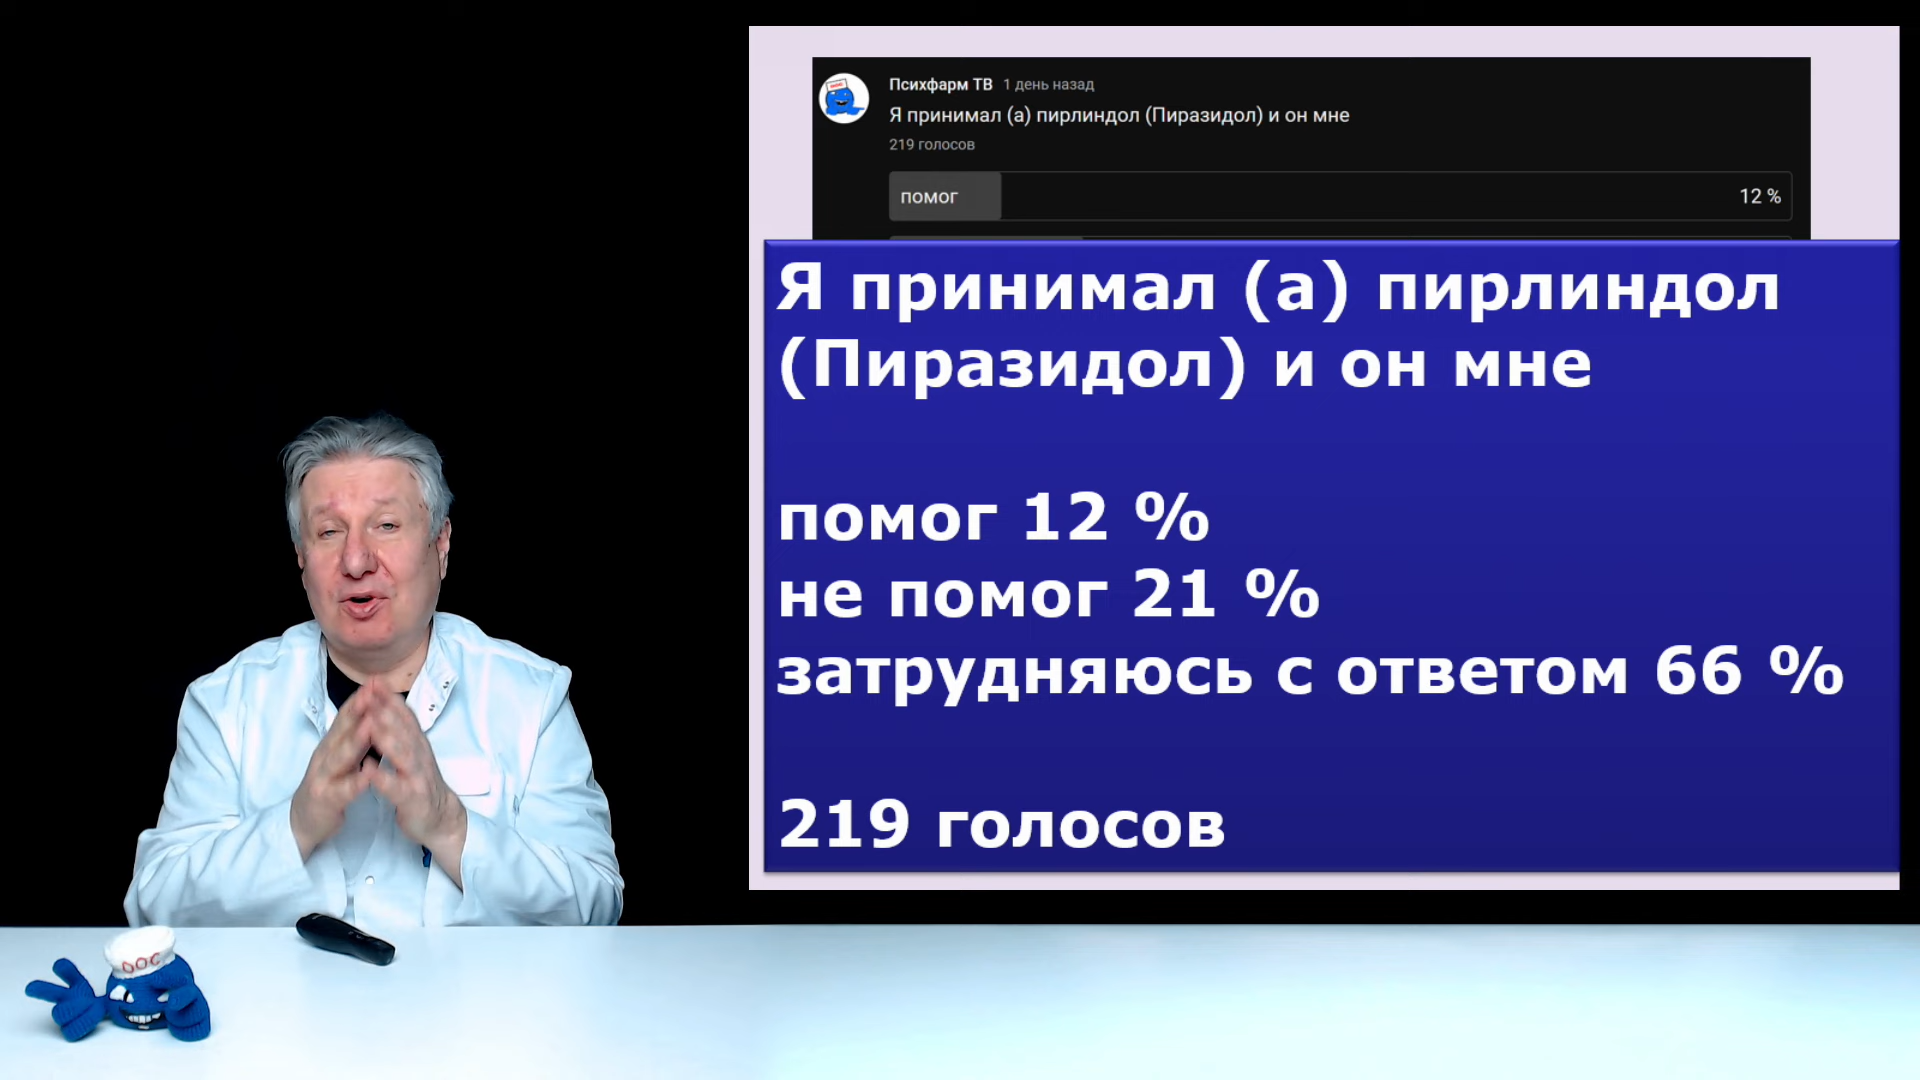 Психфарм ТВ 1 день назад
Я принимал (а) пирлиндол (Пиразидол) и он мне
219 голосов
помог 12 %
Я принимал (а) пирлиндол
(Пиразидол) и он мне
помог 12 %
не помог 21 %
затрудняюсь с ответом 66 %
219 голосов
DOC